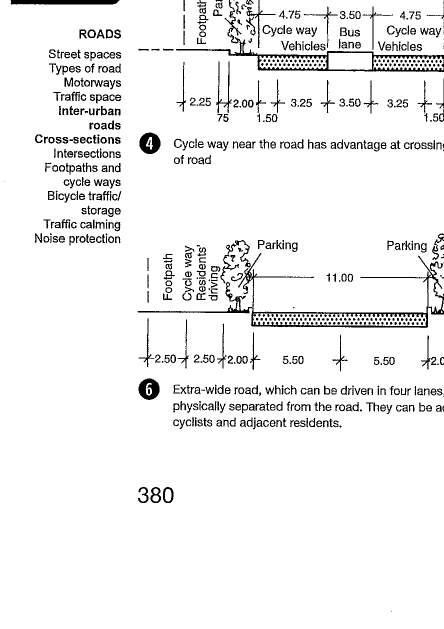 ROADS
Street spaces
Types of road
Motorways
Traffic space
Inter-urban
roads
Cross-sections
Intersections
Footpaths and
cycle ways
Bicycle traffic/
storage
Traffic calming
Noise protection
Footpath
4.75 3.50 4.75
Cycle way Bus Cycle way
Vehicles lane Vehicles
2.25 2.00 3.25 3.50 3.25
75 1.50 1.50
4 Cycle way near the road has advantage at
of road
Footpath
Cycle way
Residents'
driving
Parking Parking
11.00
2.50 2.50 2.00 5.50 5.50
6 Extra-wide road, which can be driven in four lanes,
physically separated from the road. They can be
cyclists and adjacent residents.
380